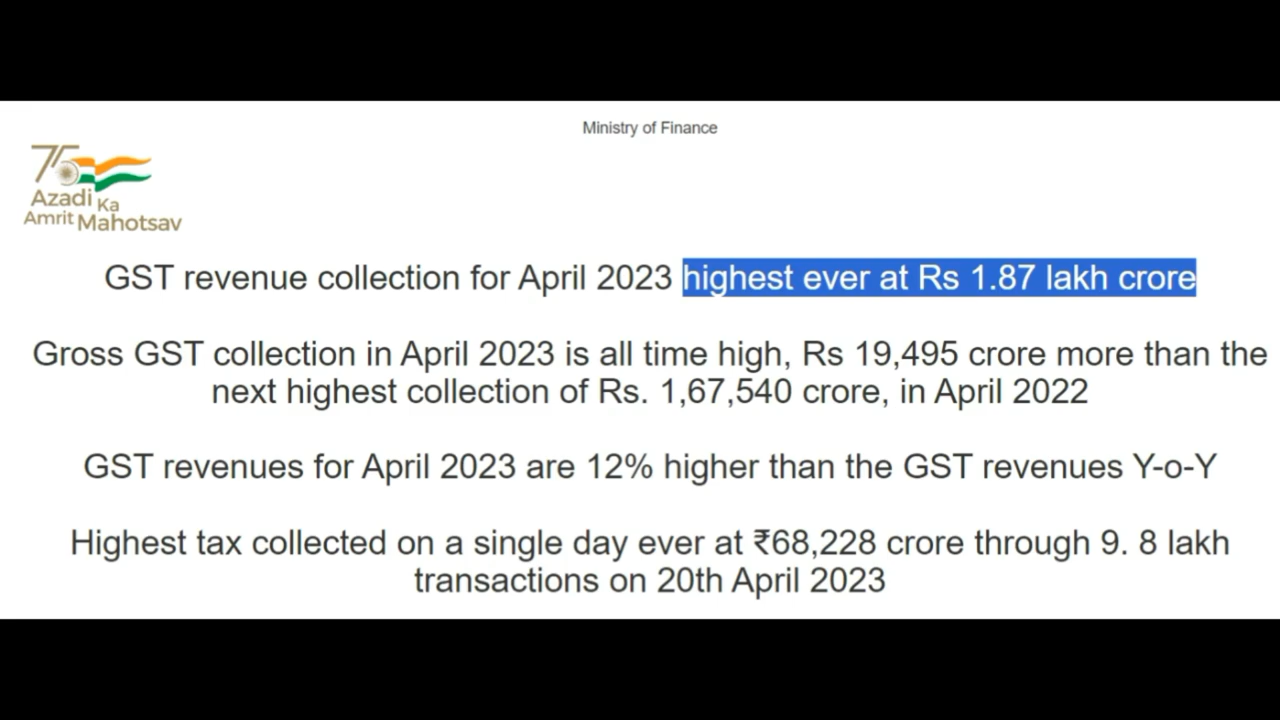 Ministry of Finance
75
Azadi Ka
Amrit Mahotsav
GST revenue collection for April 2023 highest ever at Rs 1.87 lakh crore
Gross GST collection in April 2023 is all time high, Rs 19,495 crore more than the
next highest collection of Rs. 1,67,540 crore, in April 2022
GST revenues for April 2023 are 12% higher than the GST revenues Y-o-Y
Highest tax collected on a single day ever at ₹68,228 crore through 9. 8 lakh
transactions on 20th April 2023